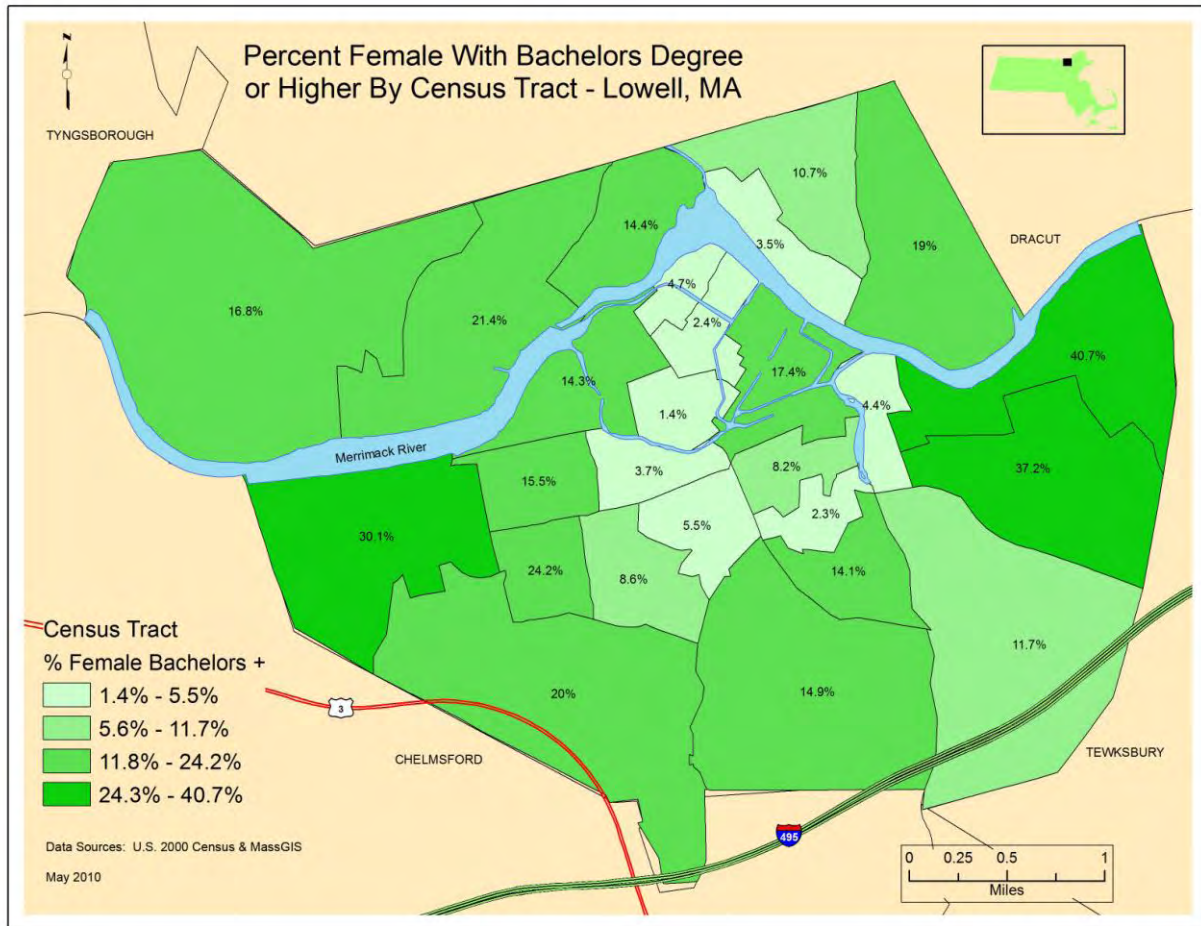 Percent Female With Bachelors Degree
or Higher By Census Tract - Lowell, MA
N
TYNGSBOROUGH
10.7%
14.4%
3.5%
19%
DRACUT
4.7%
16.8%
21.4%
2.4%
40.7%
14.3%
17.4%
4.4%
1.4%
Merrimack River
3.7%
8.2%
37.2%
15.5%
2.3%
5.5%
30.1%
24.2%
8.6%
14.1%
11.7%
20%
14.9%
3
CHELMSFORD
TEWKSBURY
495
Census Tract
% Female Bachelors +
1.4% - 5.5%
5.6% - 11.7%
11.8% - 24.2%
24.3% - 40.7%
Data Sources: U.S. 2000 Census & MassGIS
May 2010
0 0.25 0.5 1
Miles